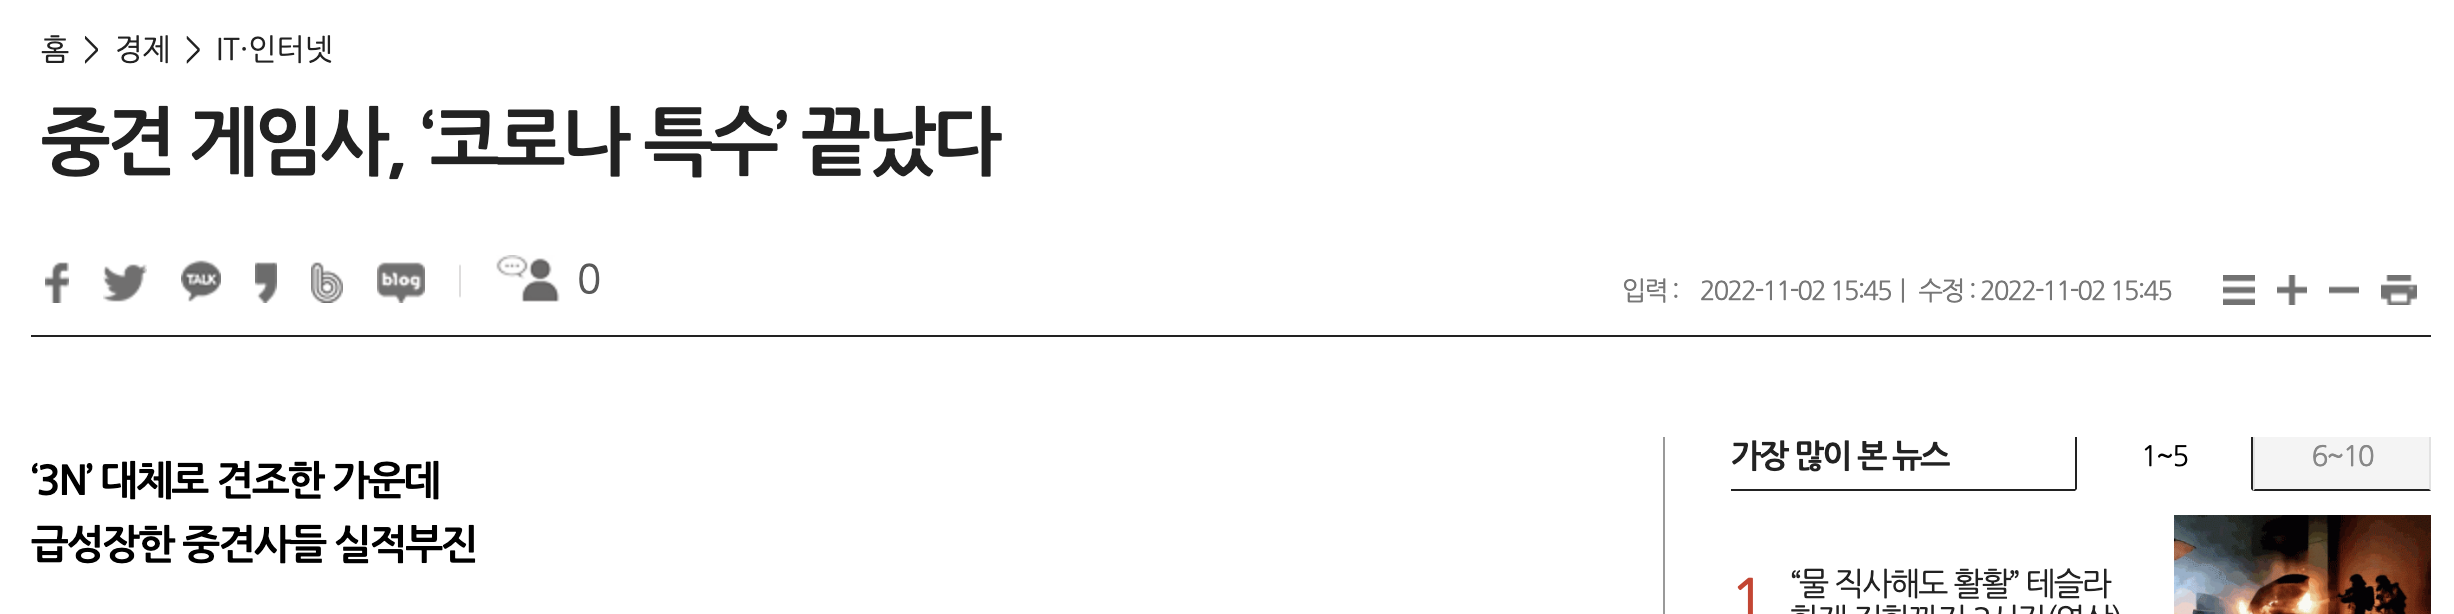 홈 > 경제 > IT·인터넷
중견 게임사, ‘코로나 특수’ 끝났다
TALK blog 0
입력 : 2022-11-02 15:45 | 수정 : 2022-11-02 15:45
‘3N’ 대체로 견조한 가운데
급성장한 중견사들 실적부진
가장 많이 본 뉴스 1~5 6~10
1 “물 직사해도 활활” 테슬라